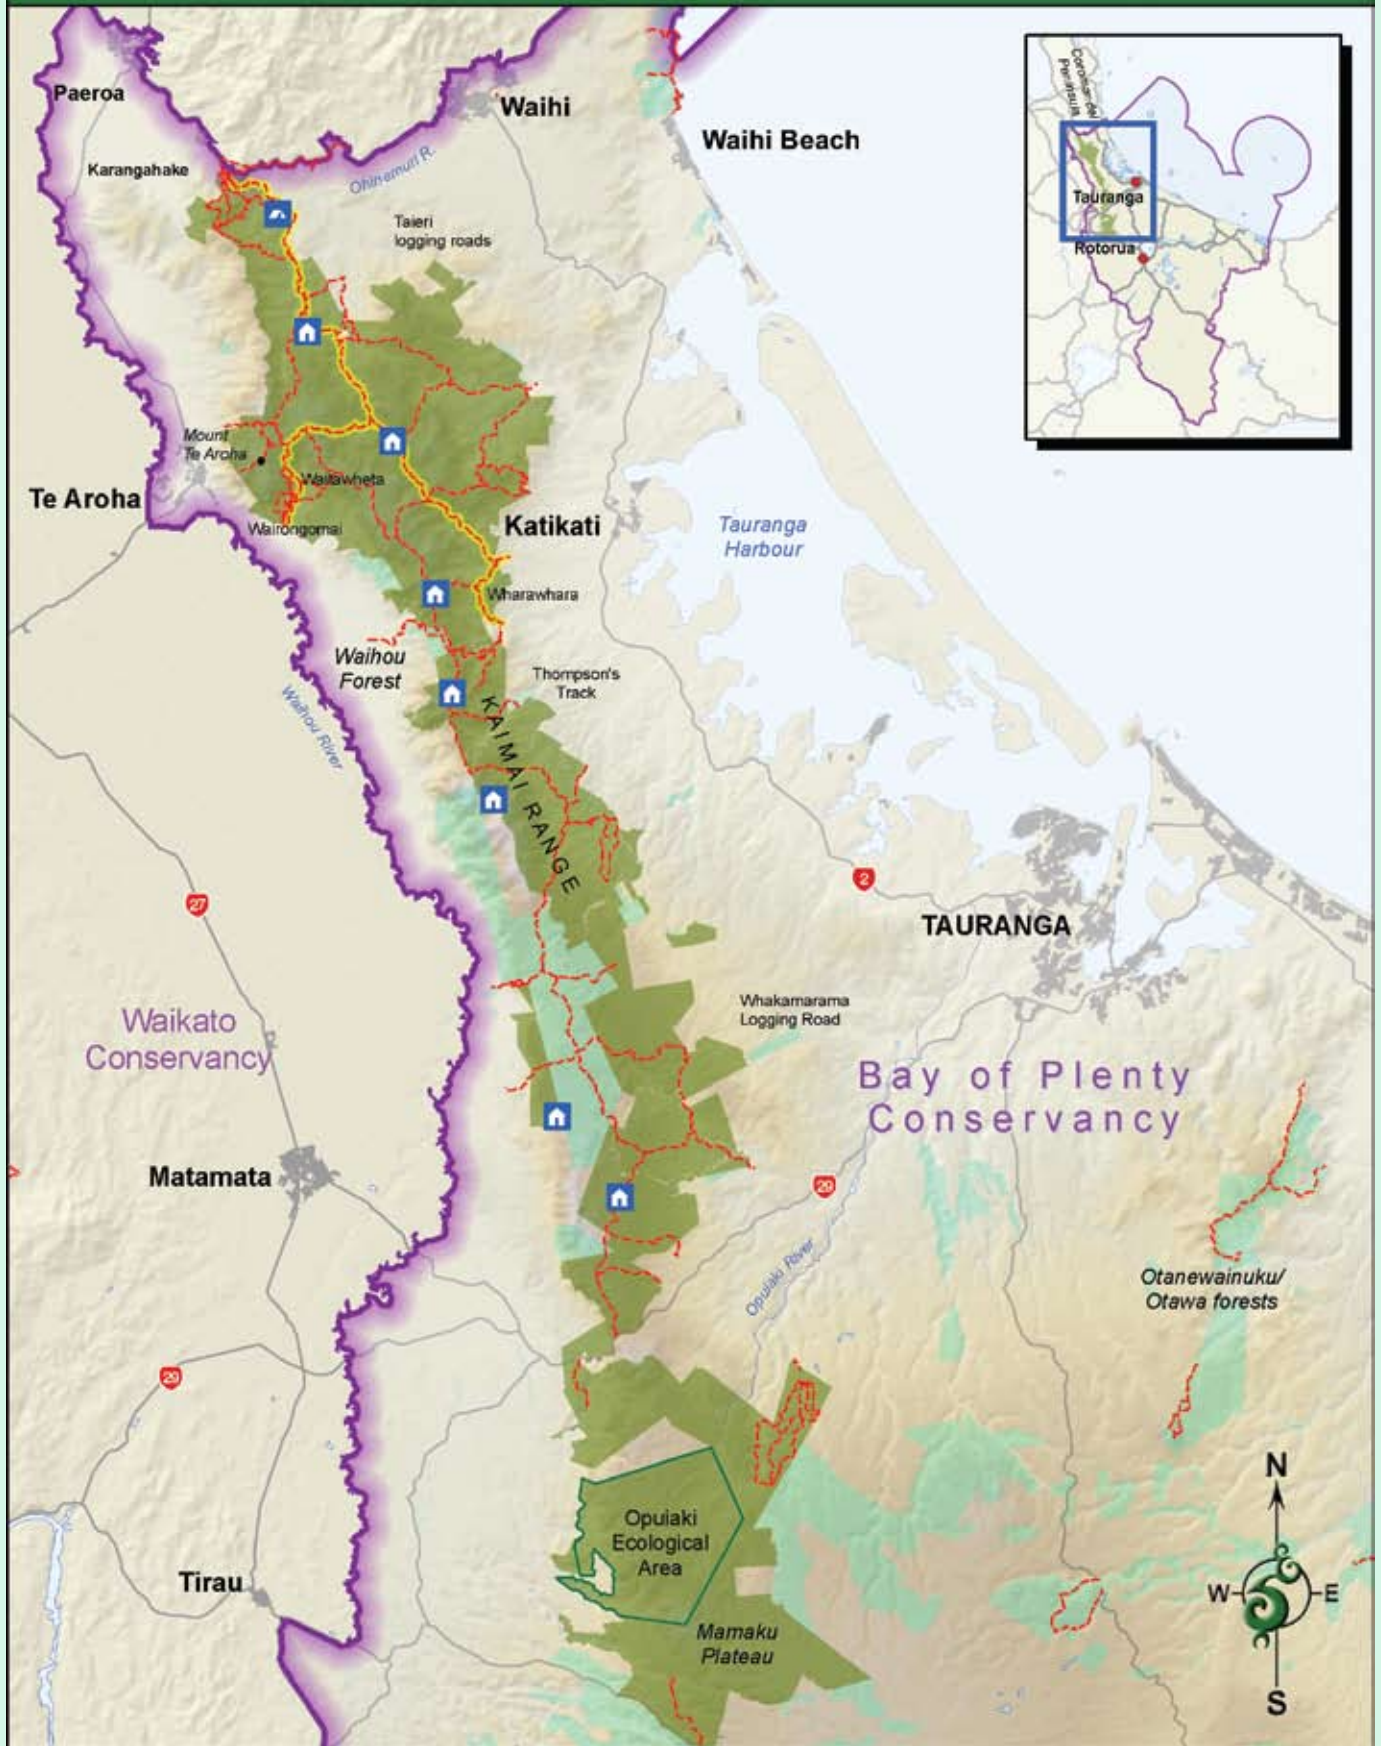 Paeroa
Waihi
Karangahake
Ohinemuri R.
Waihi Beach
Coromandel
Peninsula
Tauranga
Rotorua
Taieri
logging roads
Mount
Te Aroha
Te Aroha
Waitawheta
Wairongomai
Katikati
Tauranga
Harbour
Wharawhara
Waihou
Forest
Thompson's
Track
Waihou River
KAIMAI RANGE
27
2
TAURANGA
Waikato
Conservancy
Whakamarama
Logging Road
Bay of Plenty
Conservancy
Matamata
29
Opuiaki River
Otanewainuku/
Otawa forests
29
Opuiaki
Ecological
Area
Tirau
Mamaku
Plateau
N
W
E
S